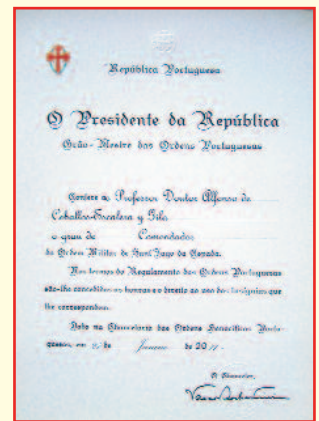 República Portuguesa
O Presidente da República
Grão-Mestre das Ordens Portuguesas
Confere ao Professor Doutor Alfonso de
Ceballos-Escalera y Gila
o grau de Comendador
da Ordem Militar de Sant'Iago da Espada.
Nos termos do Regulamento das Ordens Portuguesas
são-lhe concedidas as honras e o direito ao uso das insígnias que
lhe correspondem.
Dada na Chancelaria das Ordens Honoríficas Portu-
guesas, em de de 20
O Chanceler,